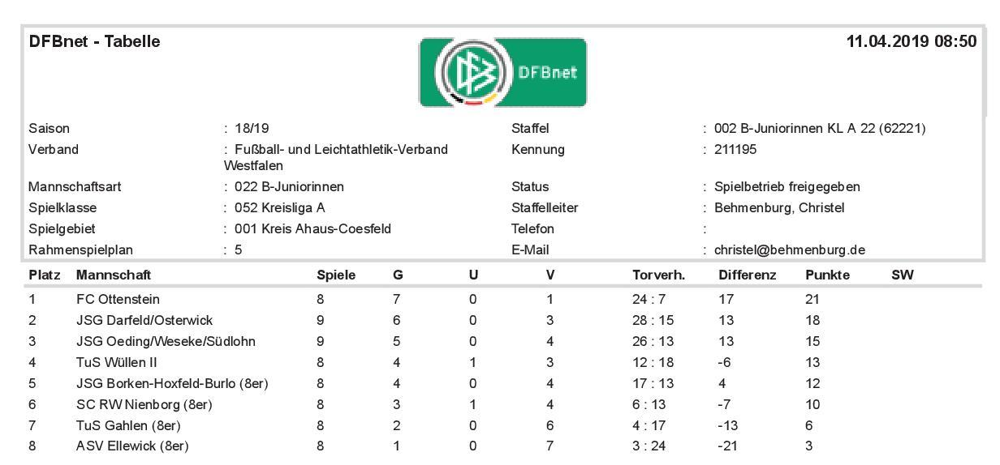 DFBnet - Tabelle 11.04.2019 08:50
DFB DFBnet
Saison : 18/19 Staffel : 002 B-Juniorinnen KL A 22 (62221)
Verband : Fußball- und Leichtathletik-Verband Kennung : 211195
Westfalen
Mannschaftsart : 022 B-Juniorinnen Status : Spielbetrieb freigegeben
Spielklasse : 052 Kreisliga A Staffelleiter : Behmenburg, Christel
Spielgebiet : 001 Kreis Ahaus-Coesfeld Telefon :
Rahmenspielplan : 5 E-Mail : christel@behmenburg.de
Platz Mannschaft Spiele G U V Torverh. Differenz Punkte SW
1 FC Ottenstein 8 7 0 1 24 : 7 17 21
2 JSG Darfeld/Osterwick 9 6 0 3 28 : 15 13 18
3 JSG Oeding/Weseke/Südlohn 9 5 0 4 26 : 13 13 15
4 TuS Wüllen II 8 4 1 3 12 : 18 -6 13
5 JSG Borken-Hoxfeld-Burlo (8er) 8 4 0 4 17 : 13 4 12
6 SC RW Nienborg (8er) 8 3 1 4 6 : 13 -7 10
7 TuS Gahlen (8er) 8 2 0 6 4 : 17 -13 6
8 ASV Ellewick (8er) 8 1 0 7 3 : 24 -21 3